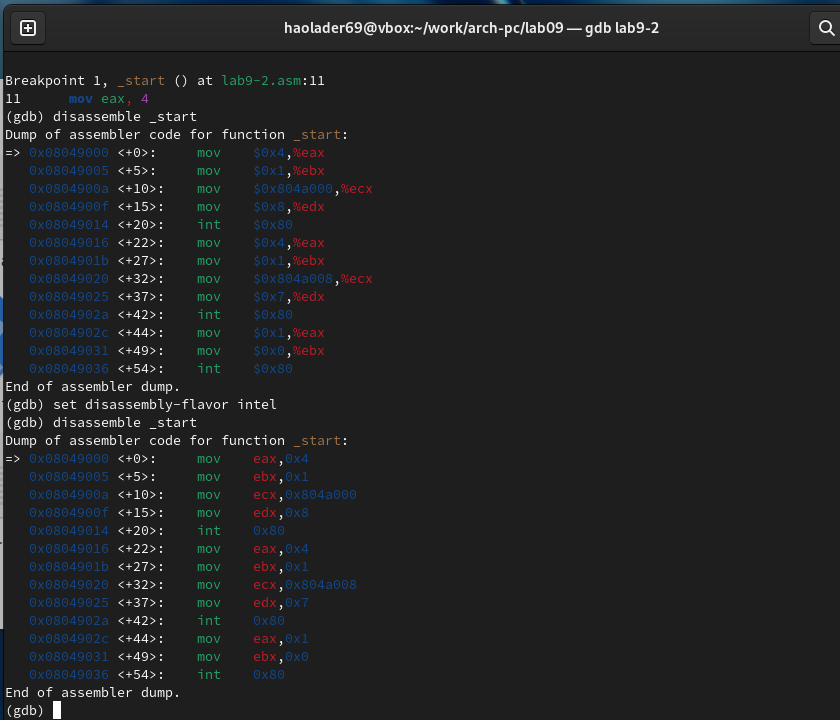 haolader69@vbox:~/work/arch-pc/lab09 — gdb lab9-2
Breakpoint 1, _start () at lab9-2.asm:11
11      mov eax, 4
(gdb) disassemble _start
Dump of assembler code for function _start:
=> 0x08049000 <+0>:     mov    $0x4,%eax
   0x08049005 <+5>:     mov    $0x1,%ebx
   0x0804900a <+10>:    mov    $0x804a000,%ecx
   0x0804900f <+15>:    mov    $0x8,%edx
   0x08049014 <+20>:    int    $0x80
   0x08049016 <+22>:    mov    $0x4,%eax
   0x0804901b <+27>:    mov    $0x1,%ebx
   0x08049020 <+32>:    mov    $0x804a008,%ecx
   0x08049025 <+37>:    mov    $0x7,%edx
   0x0804902a <+42>:    int    $0x80
   0x0804902c <+44>:    mov    $0x1,%eax
   0x08049031 <+49>:    mov    $0x0,%ebx
   0x08049036 <+54>:    int    $0x80
End of assembler dump.
(gdb) set disassembly-flavor intel
(gdb) disassemble _start
Dump of assembler code for function _start:
=> 0x08049000 <+0>:     mov    eax,0x4
   0x08049005 <+5>:     mov    ebx,0x1
   0x0804900a <+10>:    mov    ecx,0x804a000
   0x0804900f <+15>:    mov    edx,0x8
   0x08049014 <+20>:    int    0x80
   0x08049016 <+22>:    mov    eax,0x4
   0x0804901b <+27>:    mov    ebx,0x1
   0x08049020 <+32>:    mov    ecx,0x804a008
   0x08049025 <+37>:    mov    edx,0x7
   0x0804902a <+42>:    int    0x80
   0x0804902c <+44>:    mov    eax,0x1
   0x08049031 <+49>:    mov    ebx,0x0
   0x08049036 <+54>:    int    0x80
End of assembler dump.
(gdb)